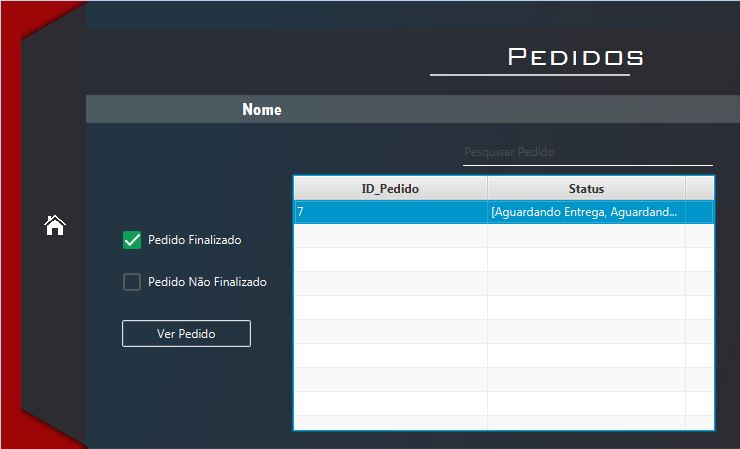 PEDIDOS
Nome
Pesquisar Pedido
ID_Pedido Status
7 [Aguardando Entrega, Aguardand...
Pedido Finalizado
Pedido Não Finalizado
Ver Pedido